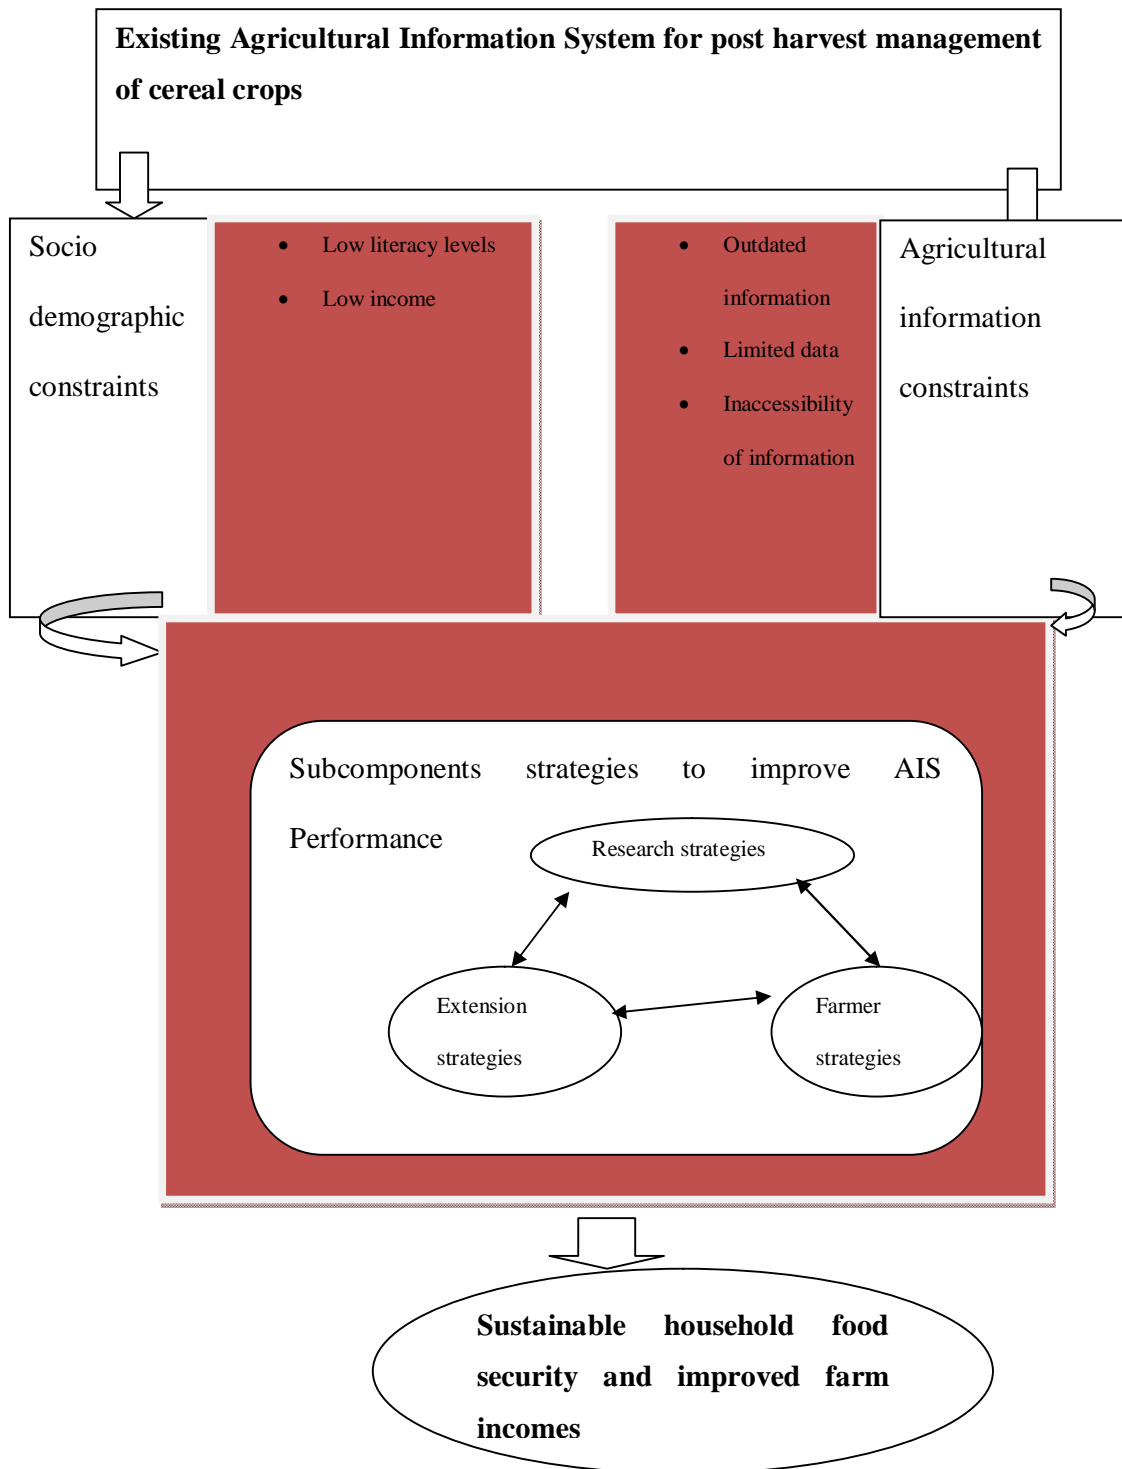 Existing Agricultural Information System for post harvest management
of cereal crops
Socio
demographic
constraints
• Low literacy levels
• Low income
• Outdated
information
• Limited data
• Inaccessibility
of information
Agricultural
information
constraints
Subcomponents strategies to improve AIS
Performance
Research strategies
Extension
strategies
Farmer
strategies
Sustainable household food
security and improved farm
incomes